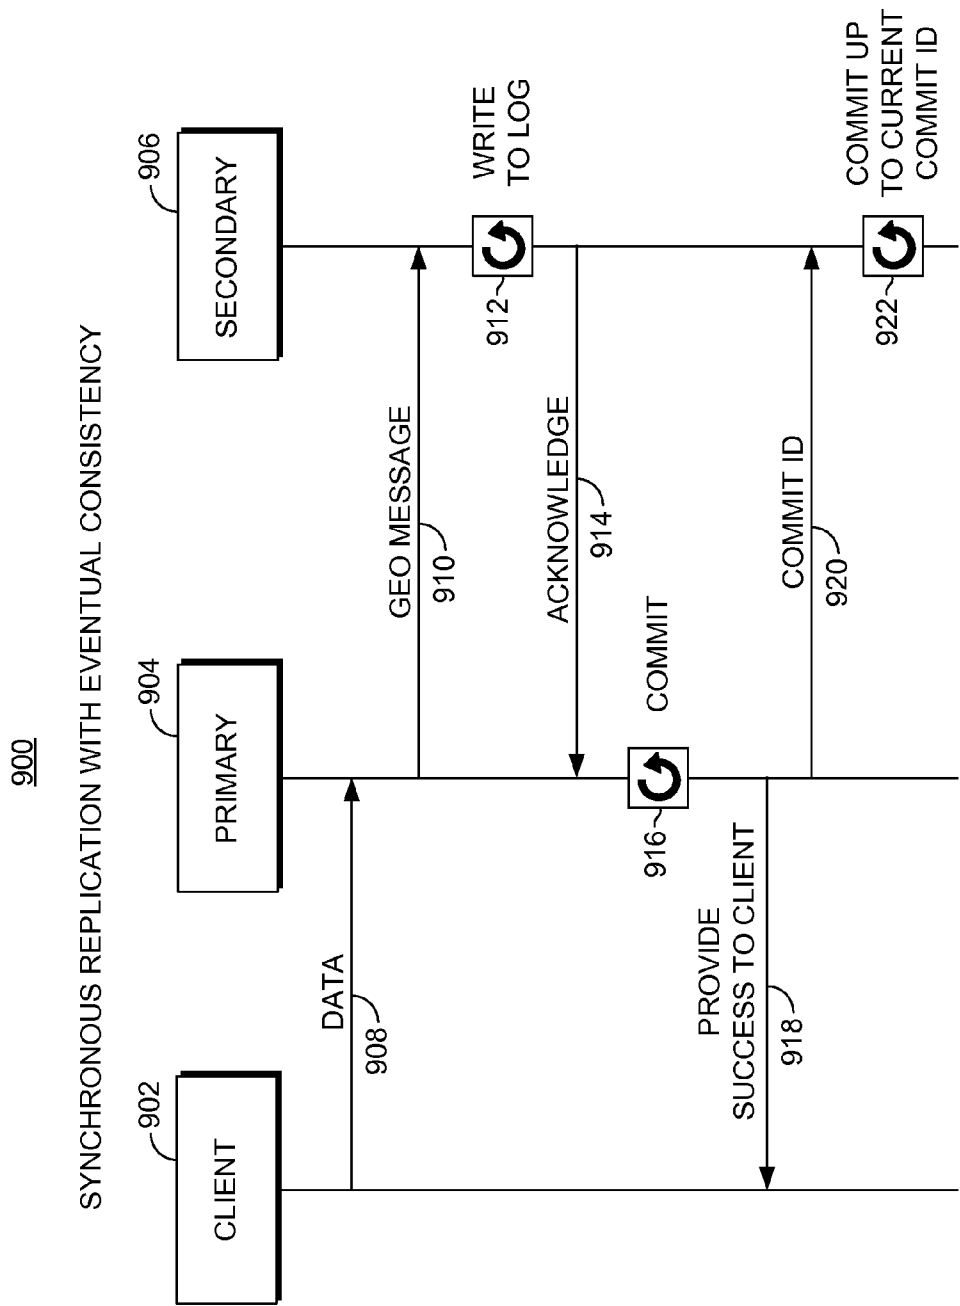 900
SYNCHRONOUS REPLICATION WITH EVENTUAL CONSISTENCY
902
904
906
CLIENT
PRIMARY
SECONDARY
DATA
908
GEO MESSAGE
910
WRITE
TO LOG
912
ACKNOWLEDGE
914
COMMIT
916
PROVIDE
SUCCESS TO CLIENT
918
COMMIT ID
920
COMMIT UP
TO CURRENT
COMMIT ID
922